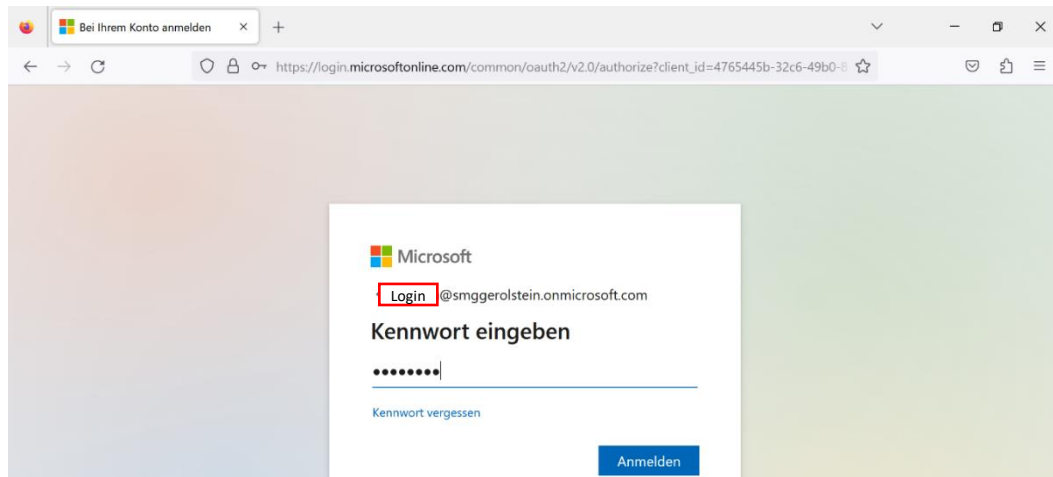 Bei Ihrem Konto anmelden
https://login.microsoftonline.com/common/oauth2/v2.0/authorize?client_id=4765445b-32c6-49b0-8
Microsoft
Login @smggerolstein.onmicrosoft.com
Kennwort eingeben
••••••••
Kennwort vergessen
Anmelden